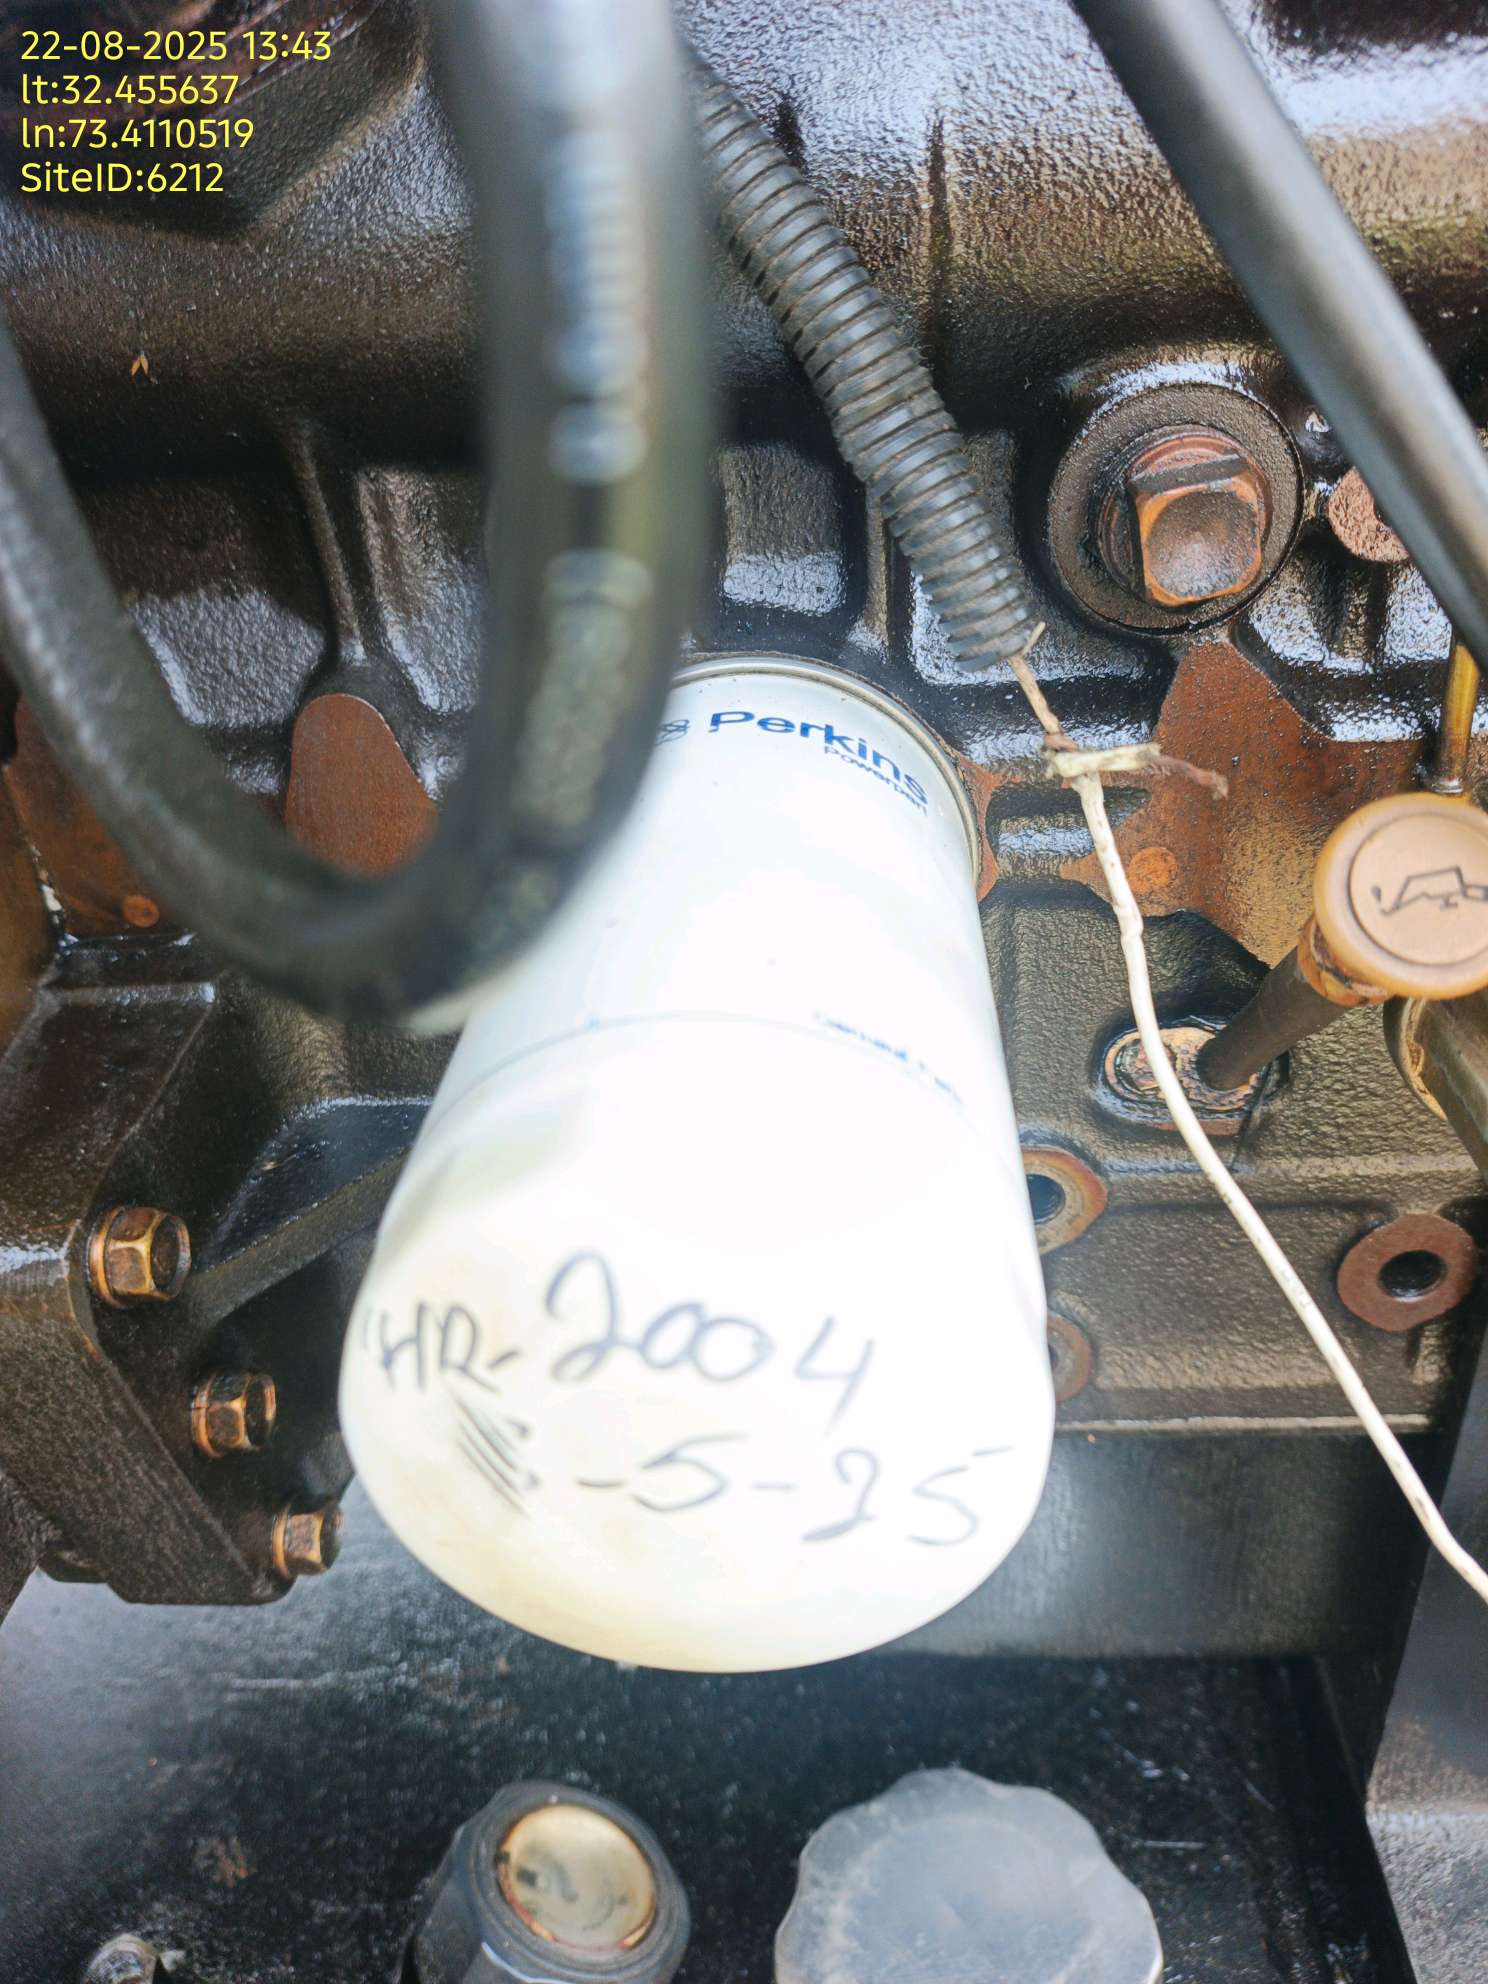 22-08-2025 13:43
lt:32.455637
ln:73.4110519
SiteID:6212
Perkins
Powerpart
HR-2004
-5-25